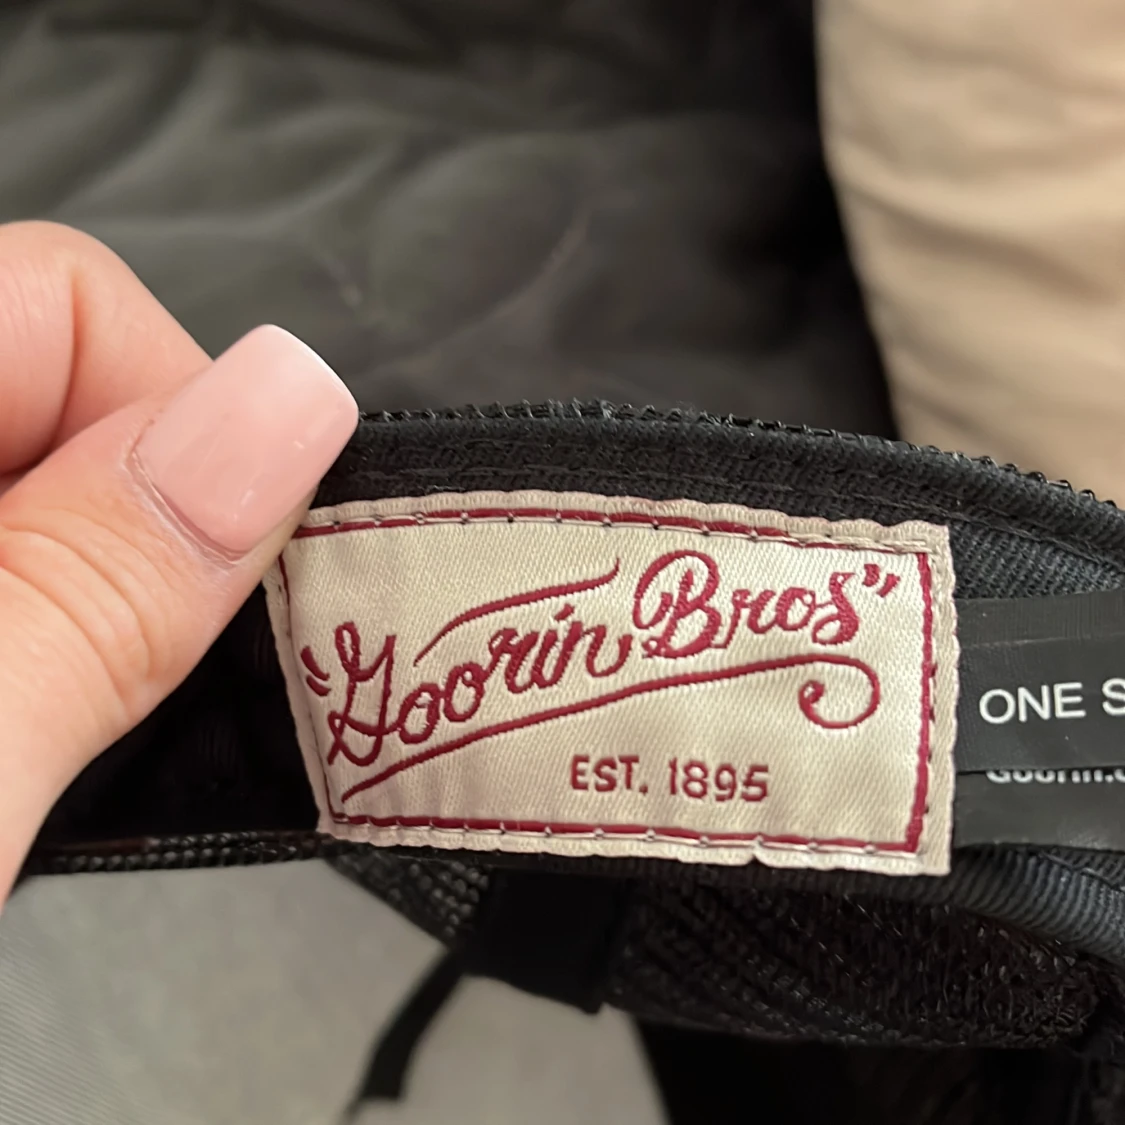 "Goorin Bros"
EST. 1895
ONE S